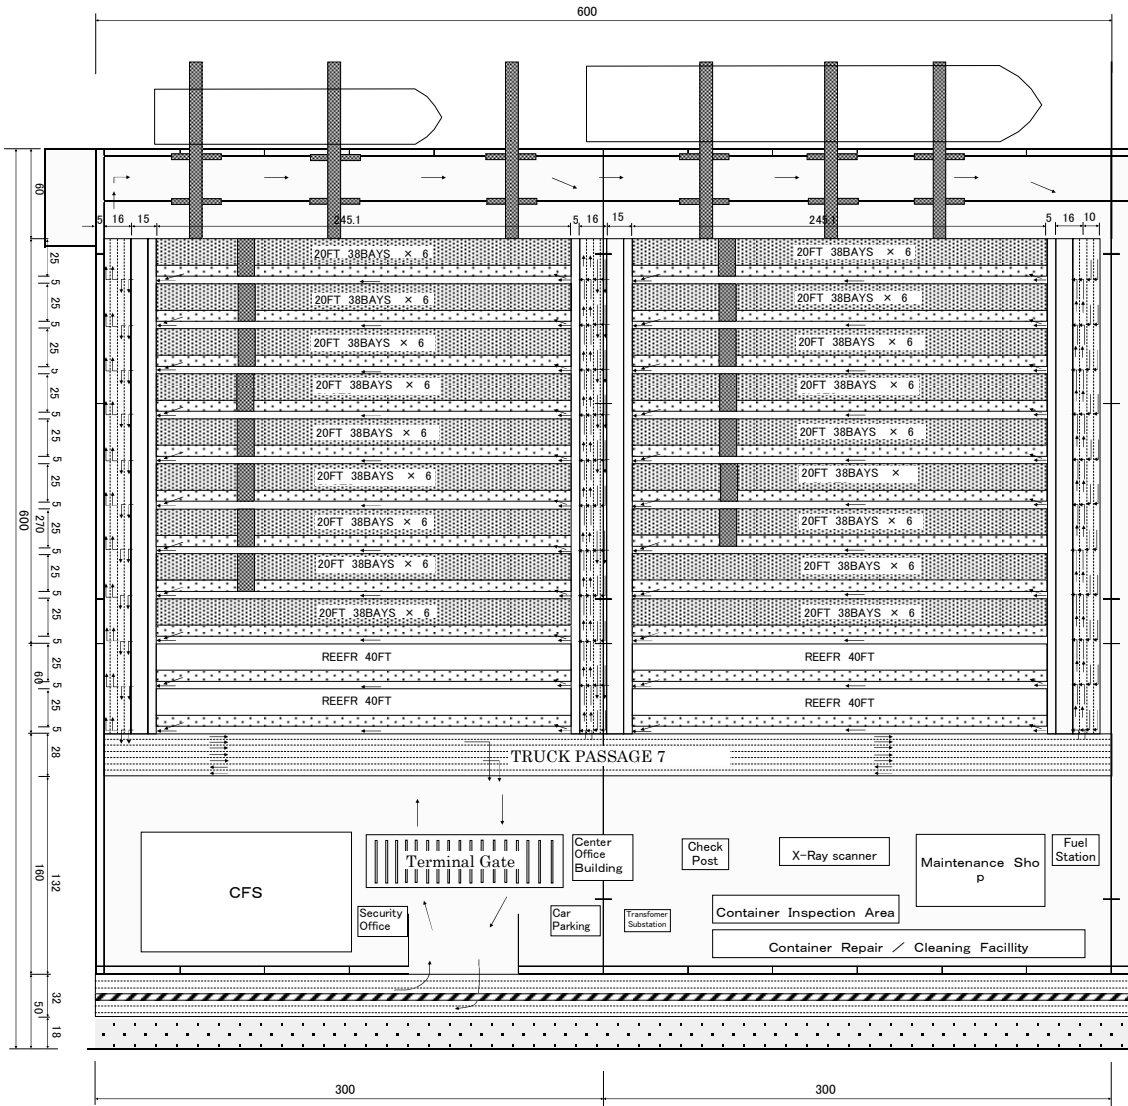 600
5 16 15 245.1 5 16 15 245.1 5 16 10
60
20FT 38BAYS × 6
20FT 38BAYS × 6
25
5
20FT 38BAYS × 6
20FT 38BAYS × 6
25
5
20FT 38BAYS × 6
20FT 38BAYS × 6
25
5
20FT 38BAYS × 6
20FT 38BAYS × 6
25
5
20FT 38BAYS × 6
20FT 38BAYS × 6
25
5
20FT 38BAYS × 6
20FT 38BAYS ×
25
5
20FT 38BAYS × 6
20FT 38BAYS × 6
600
270
25
5
20FT 38BAYS × 6
20FT 38BAYS × 6
25
5
20FT 38BAYS × 6
20FT 38BAYS × 6
25
5
REEFR 40FT
REEFR 40FT
25
60
5
REEFR 40FT
REEFR 40FT
25
5
28
TRUCK PASSAGE 7
160
132
CFS
Terminal Gate
Center
Office
Building
Check
Post
X-Ray scanner
Maintenance Sho
p
Fuel
Station
Security
Office
Car
Parking
Transfomer
Substation
Container Inspection Area
Container Repair / Cleaning Facillity
32
50
18
300
300